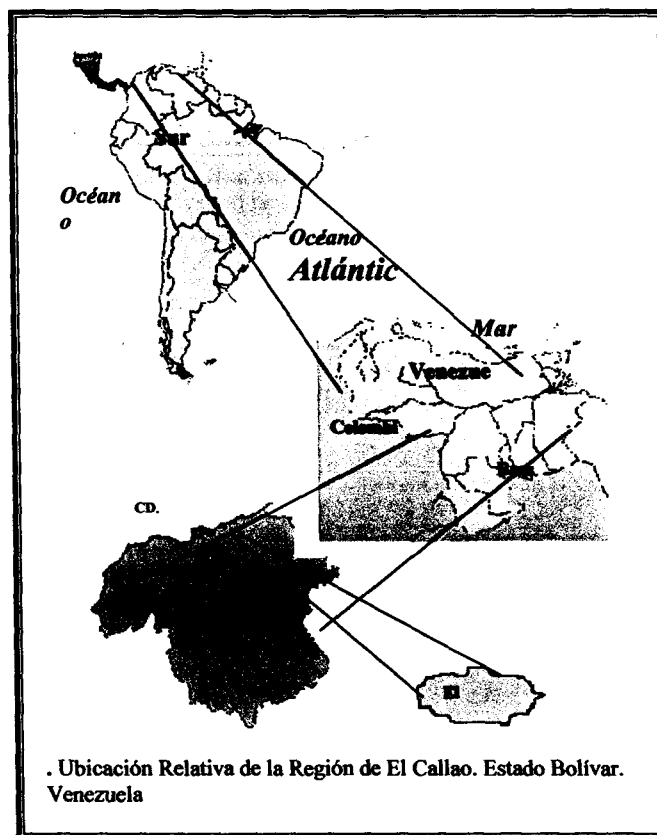 Sur
Océan
o
Océano
Atlántic
Mar
Venezue
Colombi
CD.
El
. Ubicación Relativa de la Región de El Callao. Estado Bolívar.
Venezuela